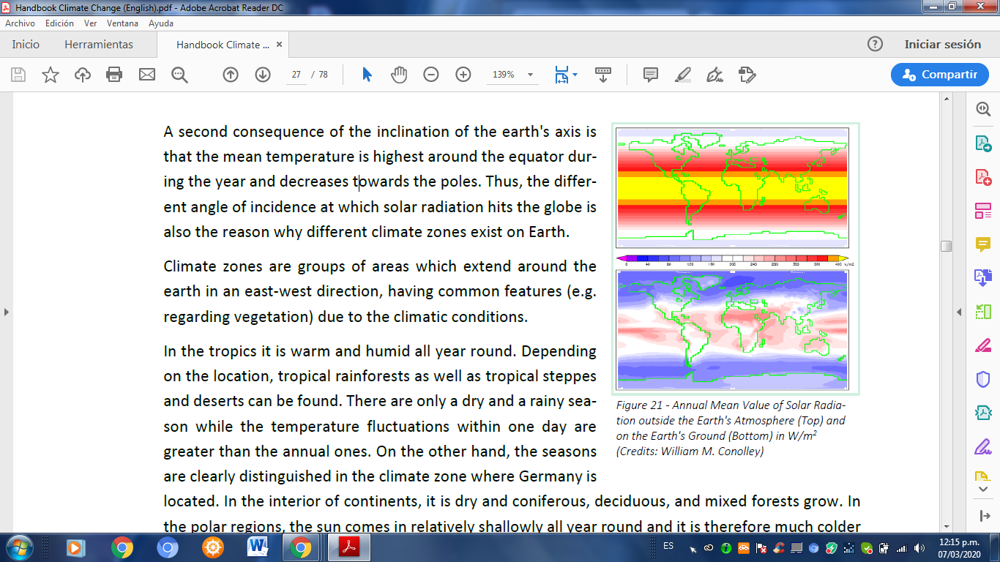 Handbook Climate Change (English).pdf - Adobe Acrobat Reader DC
Archivo Edición Ver Ventana Ayuda
Inicio Herramientas Handbook Climate ... × Iniciar sesión
27 / 78 139% Compartir
A second consequence of the inclination of the earth's axis is
that the mean temperature is highest around the equator dur-
ing the year and decreases towards the poles. Thus, the differ-
ent angle of incidence at which solar radiation hits the globe is
also the reason why different climate zones exist on Earth.
Climate zones are groups of areas which extend around the
earth in an east-west direction, having common features (e.g.
regarding vegetation) due to the climatic conditions.
In the tropics it is warm and humid all year round. Depending
on the location, tropical rainforests as well as tropical steppes
and deserts can be found. There are only a dry and a rainy sea-
son while the temperature fluctuations within one day are
greater than the annual ones. On the other hand, the seasons
are clearly distinguished in the climate zone where Germany is
located. In the interior of continents, it is dry and coniferous, deciduous, and mixed forests grow. In
the polar regions, the sun comes in relatively shallowly all year round and it is therefore much colder
0 40 80 120 160 200 240 280 320 360 400 W/m2
Figure 21 - Annual Mean Value of Solar Radia-
tion outside the Earth's Atmosphere (Top) and
on the Earth's Ground (Bottom) in W/m²
(Credits: William M. Conolley)
ES
12:15 p.m.
07/03/2020